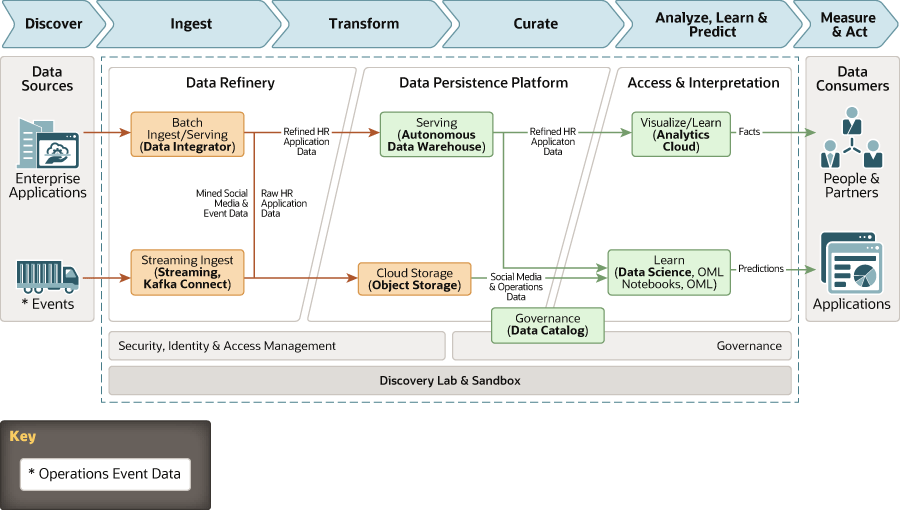 Discover
Ingest
Transform
Curate
Analyze, Learn &
Predict
Measure
& Act
Data
Sources
Enterprise
Applications
* Events
Data Refinery
Batch
Ingest/Serving
(Data Integrator)
Refined HR
Application
Data
Mined Social
Media &
Event Data
Raw HR
Application
Data
Streaming Ingest
(Streaming,
Kafka Connect)
Data Persistence Platform
Serving
(Autonomous
Data Warehouse)
Refined HR
Applicaton
Data
Cloud Storage
(Object Storage)
Social Media
& Operations
Data
Governance
(Data Catalog)
Access & Interpretation
Visualize/Learn
(Analytics
Cloud)
Facts
Learn
(Data Science, OML
Notebooks, OML)
Predictions
Data
Consumers
People &
Partners
Applications
Security, Identity & Access Management
Governance
Discovery Lab & Sandbox
Key
* Operations Event Data